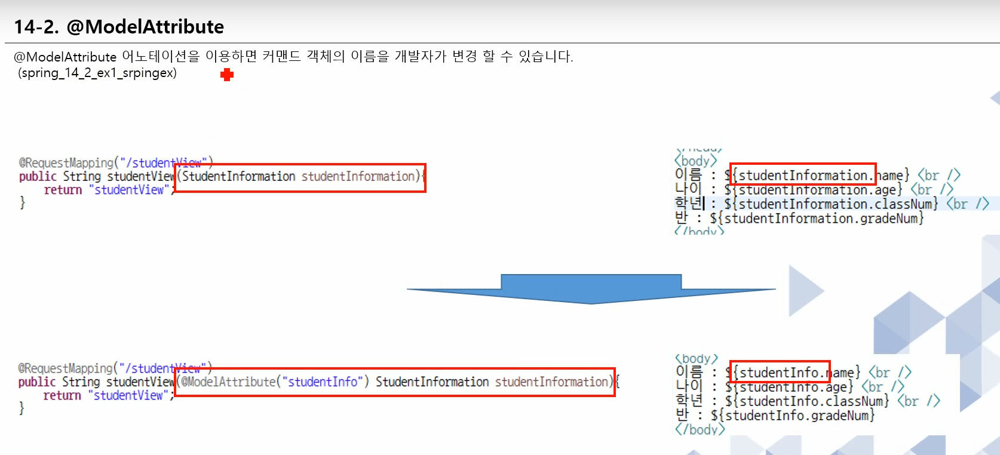 14-2. @ModelAttribute
@ModelAttribute 어노테이션을 이용하면 커맨드 객체의 이름을 개발자가 변경 할 수 있습니다.
(spring_14_2_ex1_srpingex)
@RequestMapping("/studentView")
public String studentView(StudentInformation studentInformation){
return "studentView";
}
</head>
<body>
이름 : ${studentInformation.name} <br />
나이 : ${studentInformation.age} <br />
학년 : ${studentInformation.classNum} <br />
반 : ${studentInformation.gradeNum}
</body>
@RequestMapping("/studentView")
public String studentView(@ModelAttribute("studentInfo") StudentInformation studentInformation){
return "studentView";
}
<body>
이름 : ${studentInfo.name} <br />
나이 : ${studentInfo.age} <br />
학년 : ${studentInfo.classNum} <br />
반 : ${studentInfo.gradeNum}
</body>